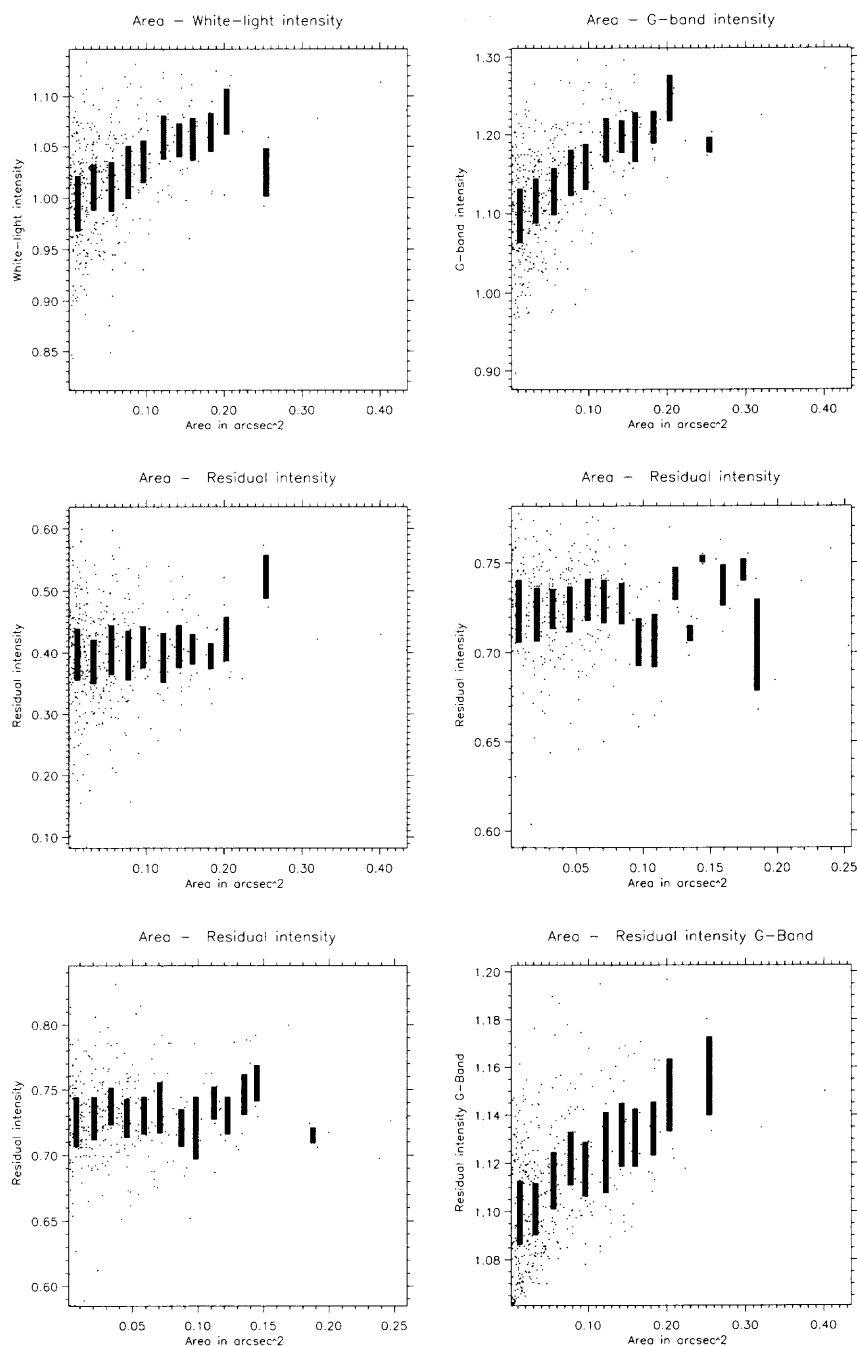 Area – White–light intensity
White–light intensity
1.10
1.05
1.00
0.95
0.90
0.85
0.10 0.20 0.30 0.40
Area in arcsec^2
Area – G–band intensity
G–band intensity
1.30
1.20
1.10
1.00
0.90
0.10 0.20 0.30 0.40
Area in arcsec^2
Area – Residual intensity
Residual intensity
0.60
0.50
0.40
0.30
0.20
0.10
0.10 0.20 0.30 0.40
Area in arcsec^2
Area – Residual intensity
Residual intensity
0.75
0.70
0.65
0.60
0.05 0.10 0.15 0.20 0.25
Area in arcsec^2
Area – Residual intensity
Residual intensity
0.80
0.75
0.70
0.65
0.60
0.05 0.10 0.15 0.20 0.25
Area in arcsec^2
Area – Residual intensity G–Band
Residual intensity G–Band
1.20
1.18
1.16
1.14
1.12
1.10
1.08
0.10 0.20 0.30 0.40
Area in arcsec^2